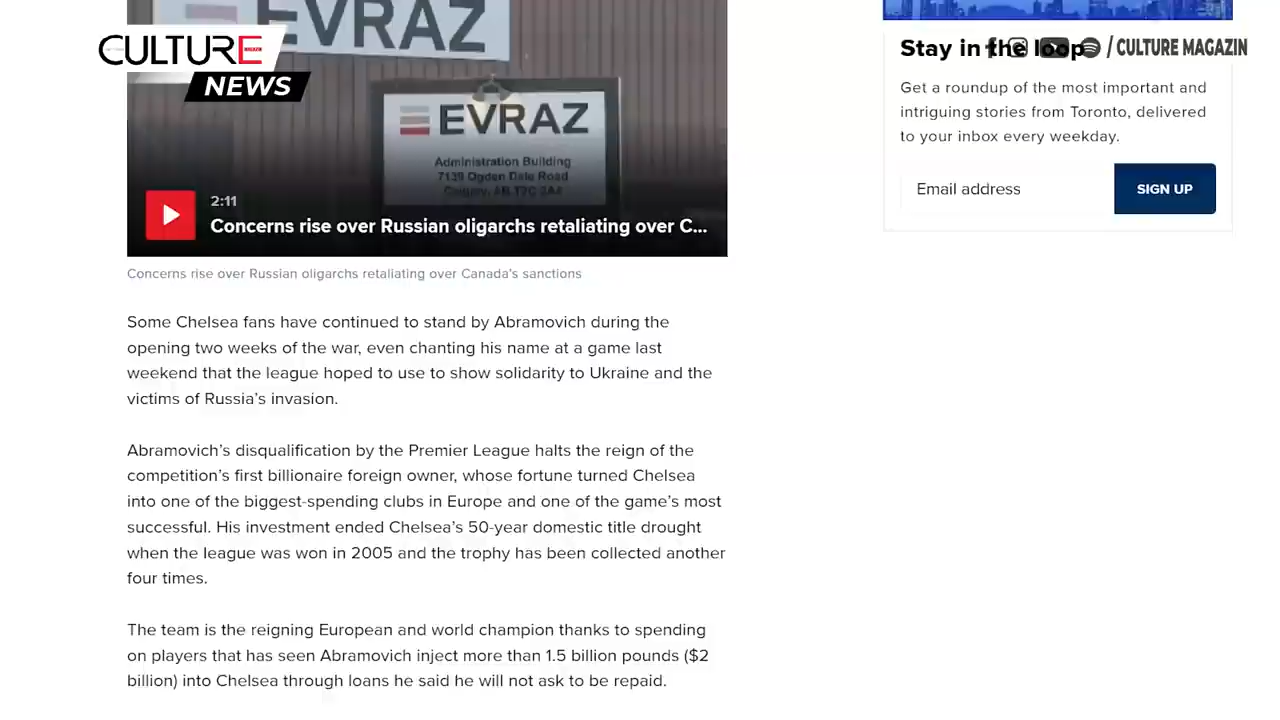 EVRAZ
CULTURE
NEWS
EVRAZ
Administration Building
7139 Ogden Dale Road
Calgary, AB T2C 2A4
2:11
Concerns rise over Russian oligarchs retaliating over C...
Concerns rise over Russian oligarchs retaliating over Canada's sanctions
Some Chelsea fans have continued to stand by Abramovich during the
opening two weeks of the war, even chanting his name at a game last
weekend that the league hoped to use to show solidarity to Ukraine and the
victims of Russia's invasion.
Abramovich's disqualification by the Premier League halts the reign of the
competition's first billionaire foreign owner, whose fortune turned Chelsea
into one of the biggest-spending clubs in Europe and one of the game's most
successful. His investment ended Chelsea's 50-year domestic title drought
when the league was won in 2005 and the trophy has been collected another
four times.
The team is the reigning European and world champion thanks to spending
on players that has seen Abramovich inject more than 1.5 billion pounds ($2
billion) into Chelsea through loans he said he will not ask to be repaid.
Stay in the loop
/ CULTURE MAGAZIN
Get a roundup of the most important and
intriguing stories from Toronto, delivered
to your inbox every weekday.
Email address
SIGN UP